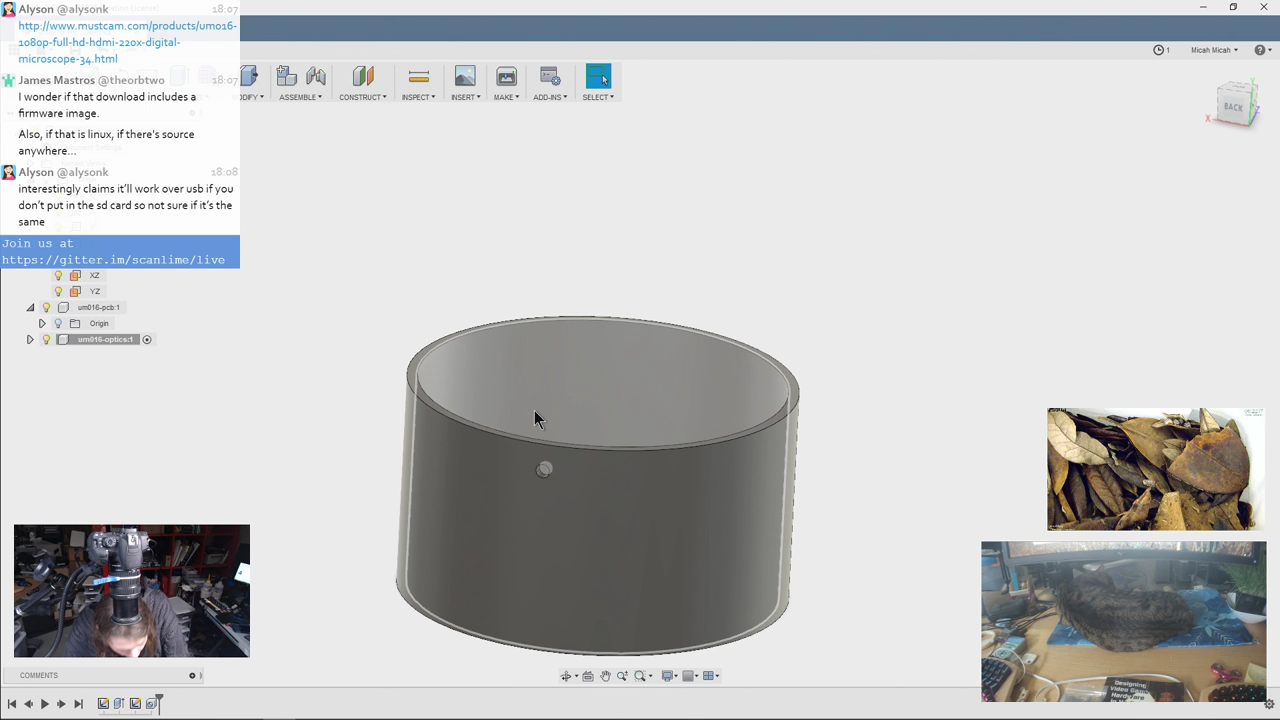 Alyson @alysonk 18:07
http://www.mustcam.com/products/um016-
1080p-full-hd-hdmi-220x-digital-
microscope-34.html
James Mastros @theorbtwo 18:07
I wonder if that download includes a
firmware image.
Also, if that is linux, if there's source
anywhere...
Alyson @alysonk 18:08
interestingly claims it'll work over usb if you
don't put in the sd card so not sure if it's the
same
Join us at
https://gitter.im/scanlime/live
1 Micah Micah
ASSEMBLE CONSTRUCT INSPECT INSERT MAKE ADD-INS SELECT
BACK
X
XZ
YZ
um016-pcb:1
Origin
um016-optics:1
COMMENTS
Designing
Video Game
Hardware